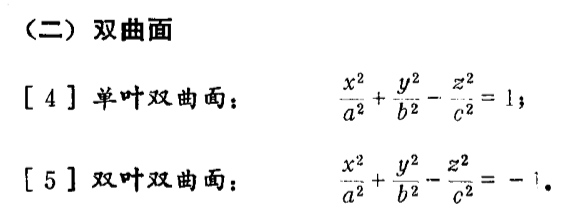 （二）双曲面
[4] 单叶双曲面： x²/a² + y²/b² − z²/c² = 1；
[5] 双叶双曲面： x²/a² + y²/b² − z²/c² = −1．